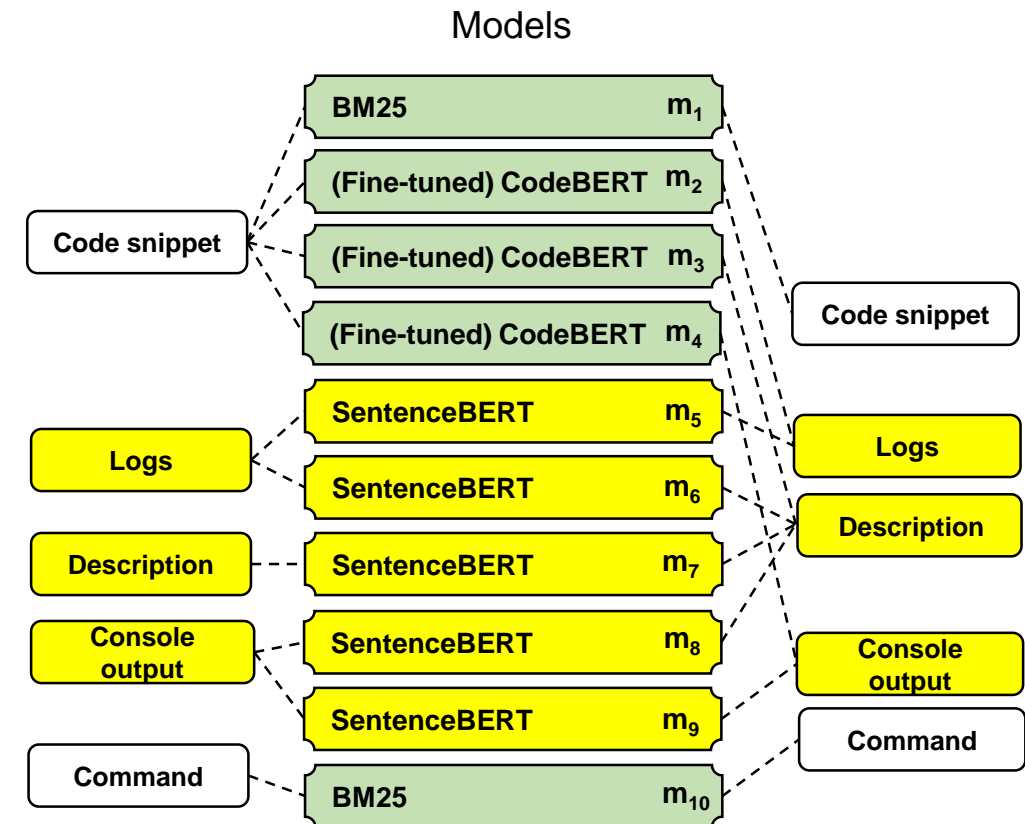 Models
BM25 m₁
(Fine-tuned) CodeBERT m₂
(Fine-tuned) CodeBERT m₃
(Fine-tuned) CodeBERT m₄
SentenceBERT m₅
SentenceBERT m₆
SentenceBERT m₇
SentenceBERT m₈
SentenceBERT m₉
BM25 m₁₀
Code snippet
Logs
Description
Console
output
Command
Code snippet
Logs
Description
Console
output
Command